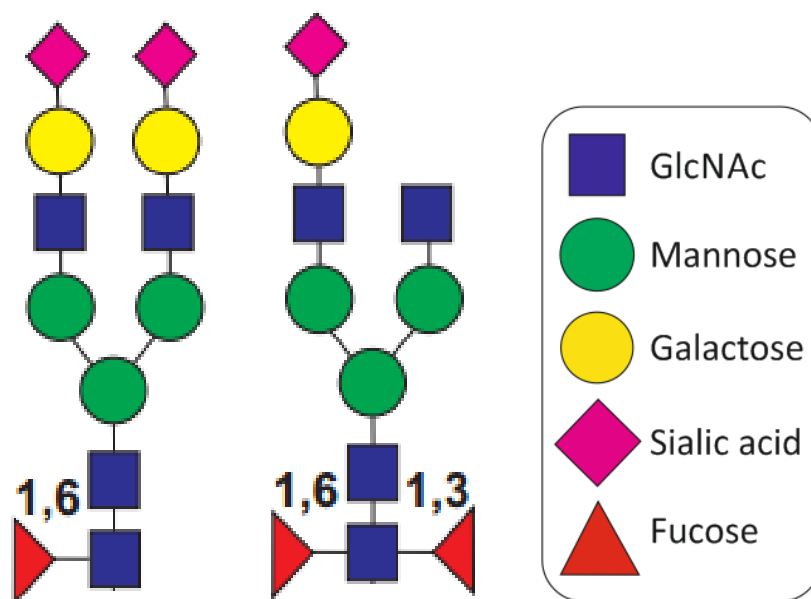 1,6
1,6 1,3
GlcNAc
Mannose
Galactose
Sialic acid
Fucose